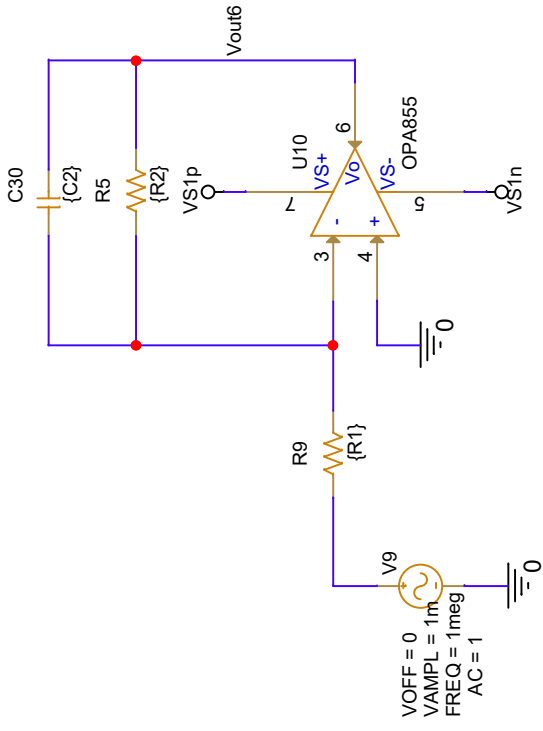 Vout6
C30
{C2}
R5
{R2}
VS1p
U10
OPA855
VS+
Vo
VS-
7
6
5
-
+
3
4
VS1n
0
R9
{R1}
V9
+
-
0
VOFF = 0
VAMPL = 1m
FREQ = 1meg
AC = 1